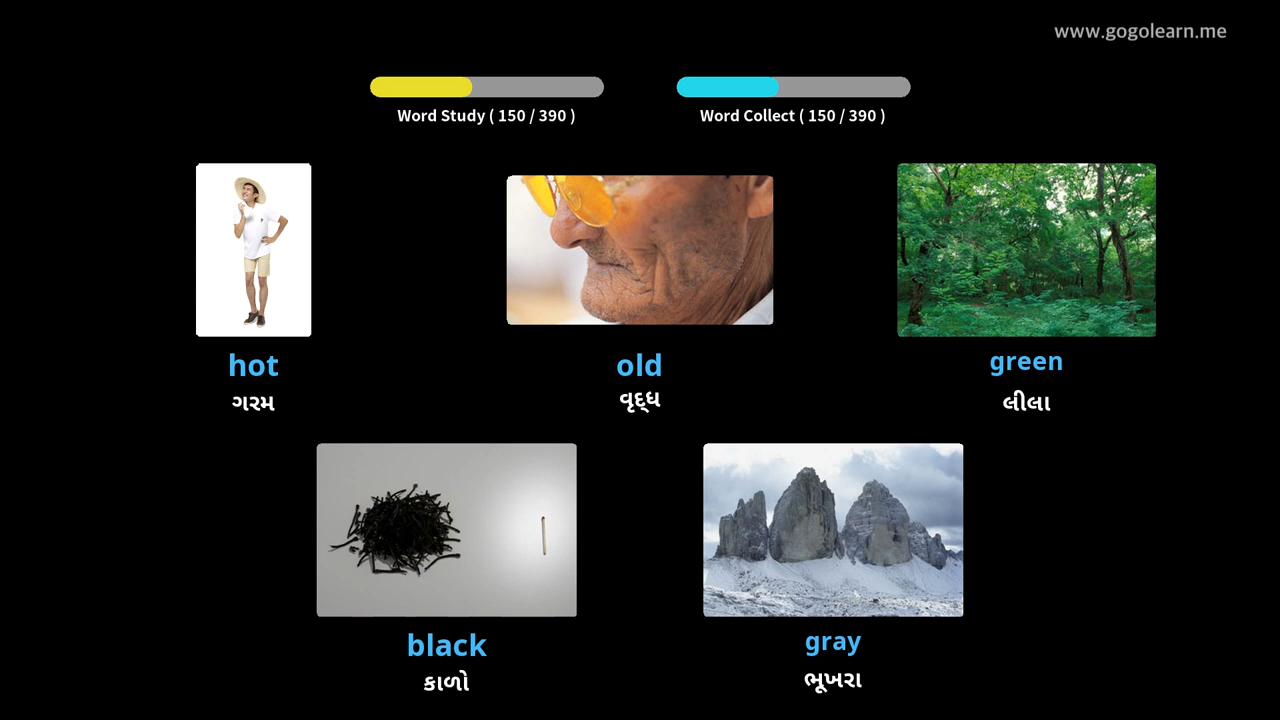 www.gogolearn.me
Word Study ( 150 / 390 )
Word Collect ( 150 / 390 )
hot
ગરમ
old
વૃદ્ધ
green
લીલા
black
કાળો
gray
ભૂખરા